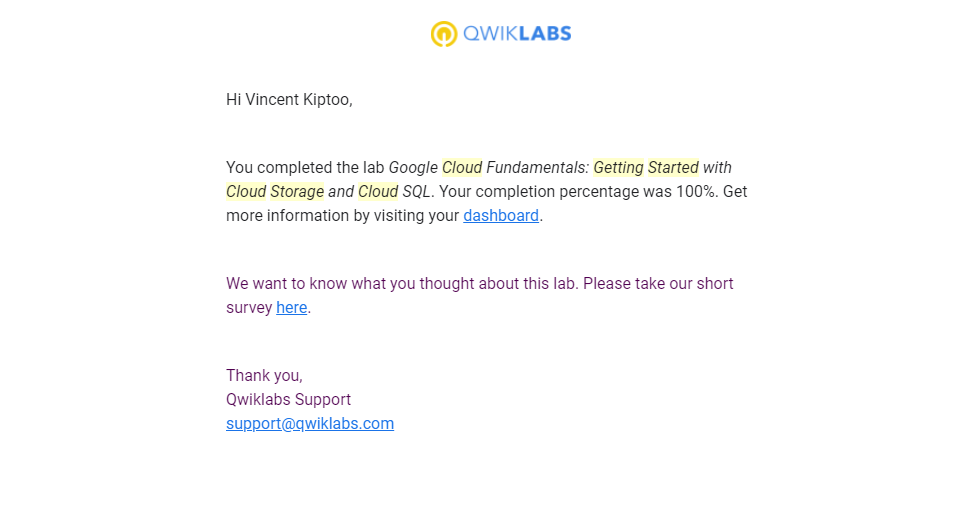 QWIKLABS
Hi Vincent Kiptoo,
You completed the lab Google Cloud Fundamentals: Getting Started with
Cloud Storage and Cloud SQL. Your completion percentage was 100%. Get
more information by visiting your dashboard.
We want to know what you thought about this lab. Please take our short
survey here.
Thank you,
Qwiklabs Support
support@qwiklabs.com